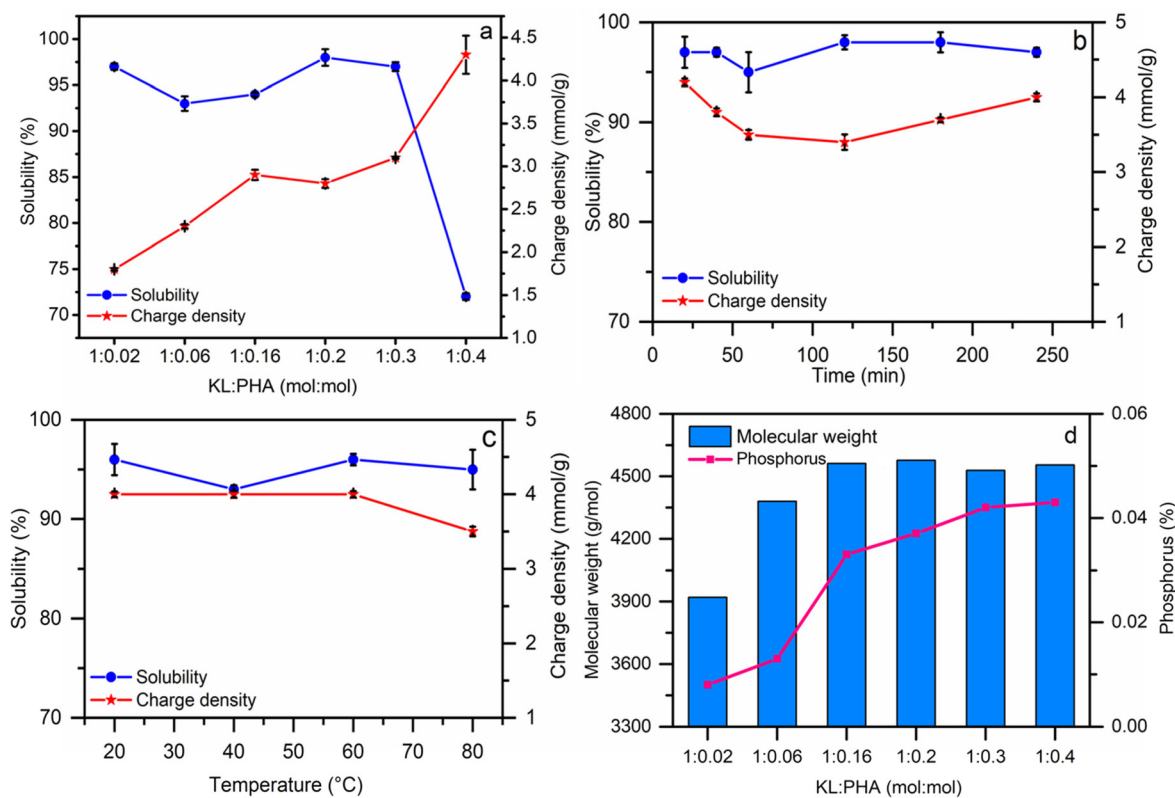 a
100
95
90
85
80
75
70
Solubility (%)
4.5
4.0
3.5
3.0
2.5
2.0
1.5
1.0
Charge density (mmol/g)
Solubility
Charge density
1:0.02 1:0.06 1:0.16 1:0.2 1:0.3 1:0.4
KL:PHA (mol:mol)
b
100
90
80
70
Solubility (%)
5
4
3
2
1
Charge density (mmol/g)
Solubility
Charge density
0 50 100 150 200 250
Time (min)
c
100
90
80
70
Solubility (%)
5
4
3
2
1
Charge density (mmol/g)
Solubility
Charge density
20 30 40 50 60 70 80
Temperature (°C)
d
4800
4500
4200
3900
3600
3300
Molecular weight (g/mol)
0.06
0.04
0.02
0.00
Phosphorus (%)
Molecular weight
Phosphorus
1:0.02 1:0.06 1:0.16 1:0.2 1:0.3 1:0.4
KL:PHA (mol:mol)